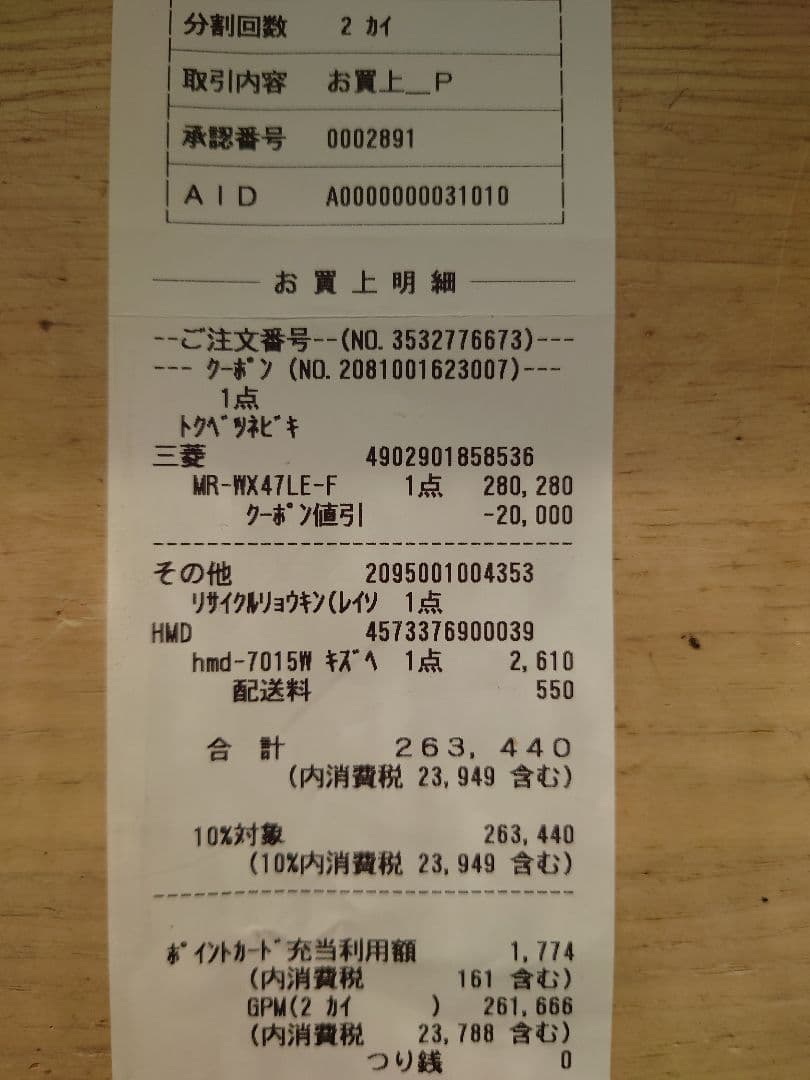 分割回数 2 ｶｲ
取引内容 お買上__P
承認番号 0002891
AID A0000000031010
お買上明細
--ご注文番号--(NO. 3532776673)---
--- ｸｰﾎﾟﾝ (NO. 2081001623007)---
1点
ﾄｸﾍﾞﾂﾈﾋﾞｷ
三菱 4902901858536
MR-WX47LE-F 1点 280,280
ｸｰﾎﾟﾝ値引 -20,000
その他 2095001004353
ﾘｻｲｸﾙﾘｮｳｷﾝ(ﾚｲｿ 1点
HMD 4573376900039
hmd-7015W ｷｽﾞﾍ 1点 2,610
配送料 550
合 計 263,440
(内消費税 23,949 含む)
10%対象 263,440
(10%内消費税 23,949 含む)
ﾎﾟｲﾝﾄｶｰﾄﾞ充当利用額 1,774
(内消費税 161 含む)
GPM(2 ｶｲ ) 261,666
(内消費税 23,788 含む)
つり銭 0